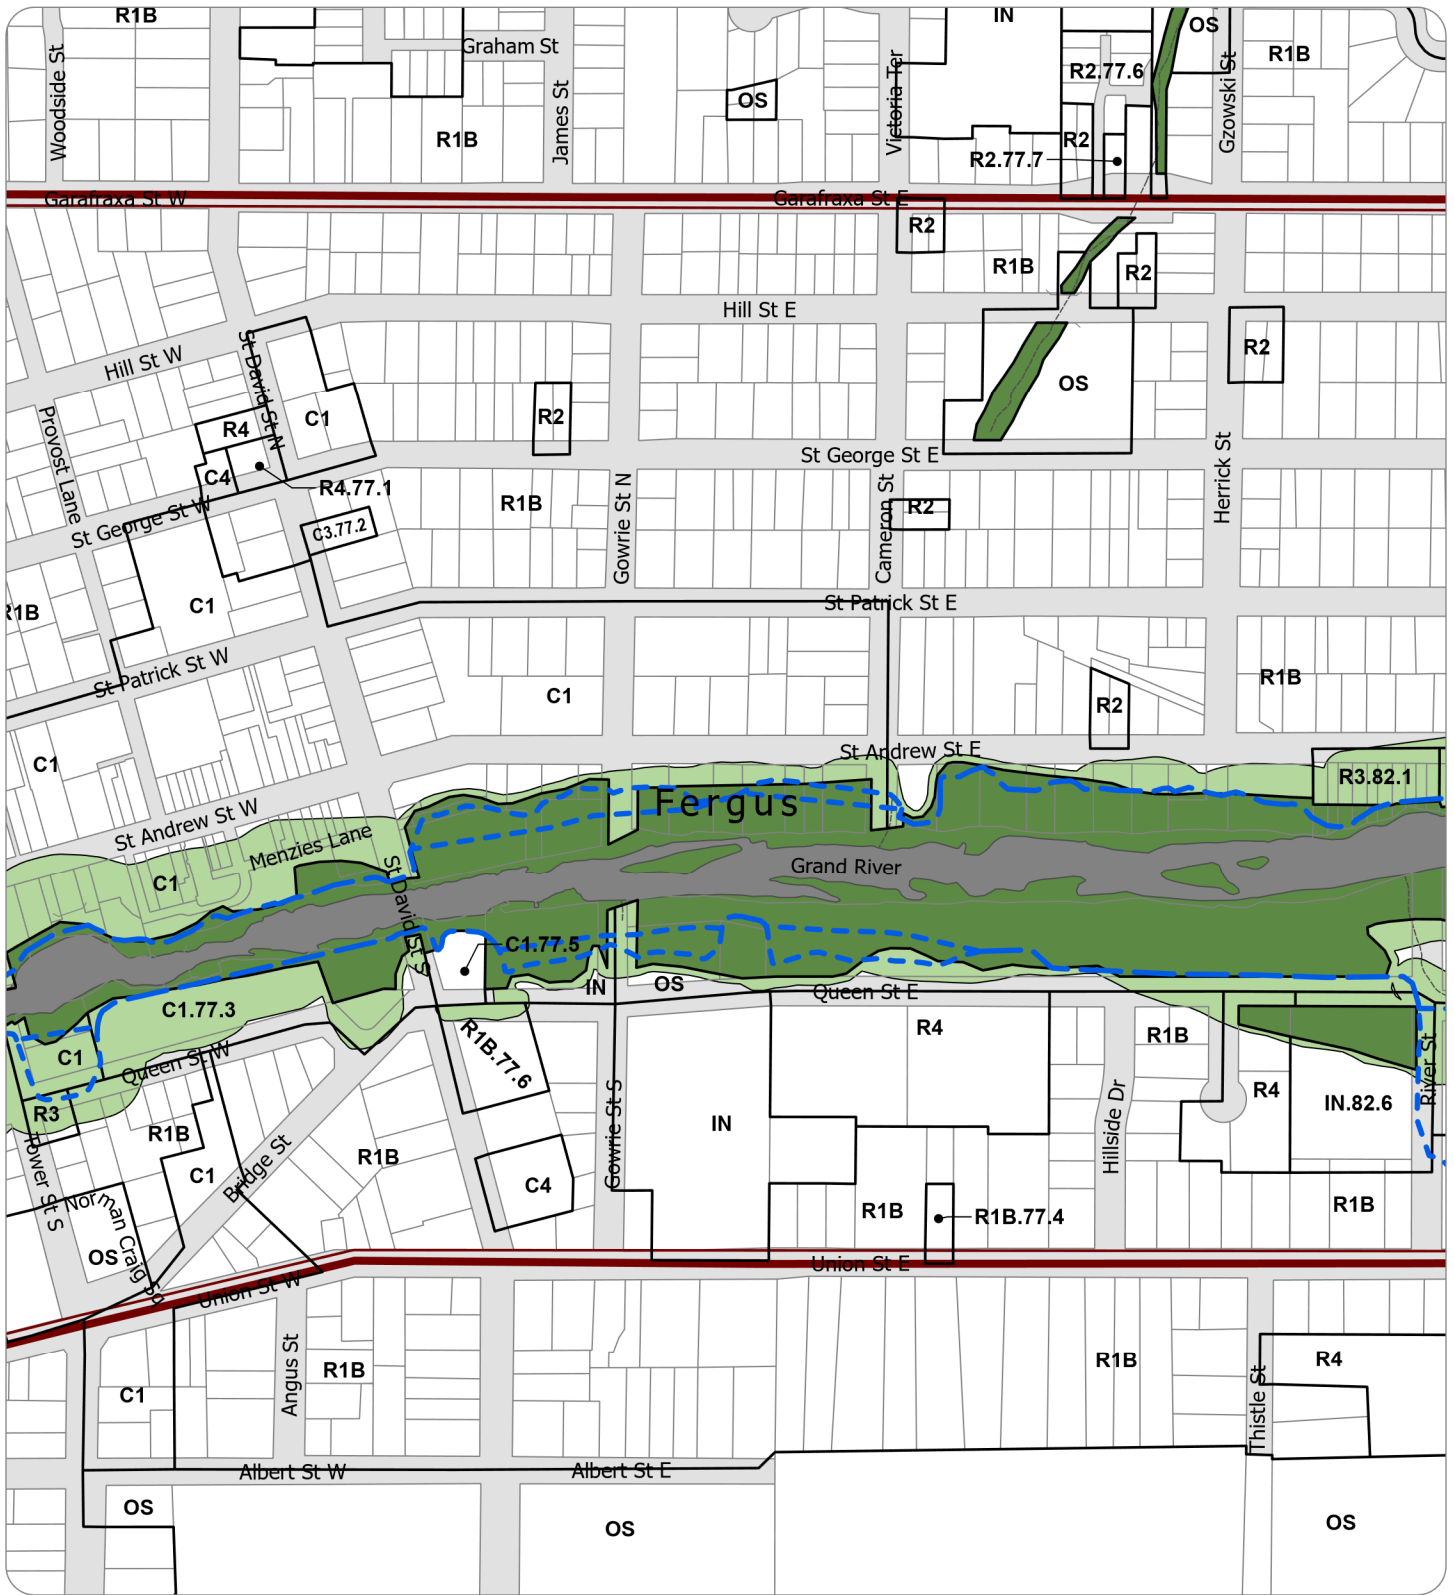 R1B
IN
OS
Graham St
R1B
Woodside St
R2.77.6
OS
Victoria Ter
Gzowski St
James St
R1B
R2
R2.77.7
Garafraxa St W
Garafraxa St E
R2
R1B
R2
Hill St E
Hill St W
St David St N
R2
OS
C1
R2
R4
Provost Lane
St George St E
C4
R4.77.1
Herrick St
R1B
R2
St George St W
C3.77.2
Gowrie St N
Cameron St
R1B
C1
St Patrick St E
St Patrick St W
R1B
C1
R2
St Andrew St E
C1
R3.82.1
Fergus
St Andrew St W
Menzies Lane
Grand River
C1
St David St S
C1.77.5
IN
OS
Queen St E
C1.77.3
R4
R1B
Queen St W
C1
R1B.77.6
River St
R4
IN.82.6
R3
R1B
IN
Hillside Dr
Gowrie St S
Bridge St
R1B
C1
C4
Tower St S
Norman Craig Sq
R1B
R1B.77.4
R1B
OS
Union St E
Union St W
Angus St
R1B
R1B
R4
C1
Thistle St
Albert St W
Albert St E
OS
OS
OS